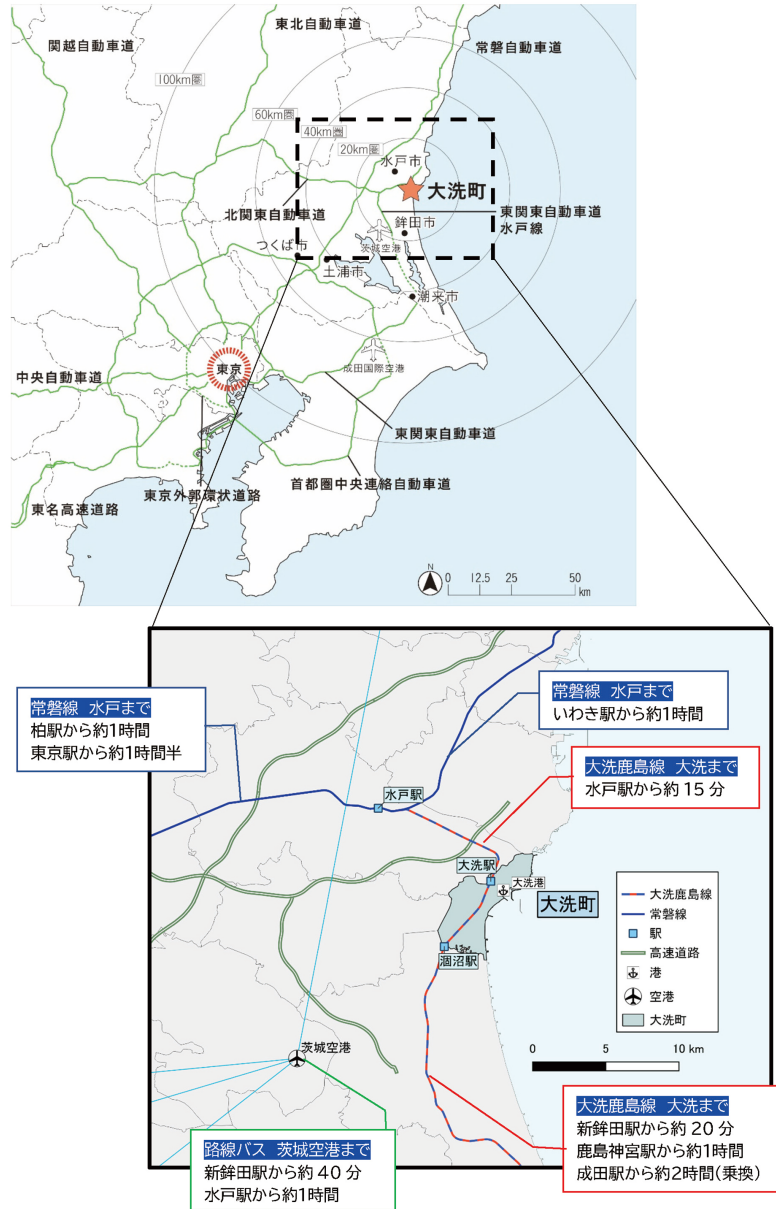 東北自動車道
関越自動車道
常磐自動車道
100km圏
60km圏
40km圏
20km圏
水戸市
大洗町
北関東自動車道
東関東自動車道
水戸線
鉾田市
つくば市
茨城空港
土浦市
潮来市
東京
成田国際空港
中央自動車道
東関東自動車道
首都圏中央連絡自動車道
東京外郭環状道路
東名高速道路
N
0 12.5 25 50
km
常磐線 水戸まで
柏駅から約1時間
東京駅から約1時間半
常磐線 水戸まで
いわき駅から約1時間
大洗鹿島線 大洗まで
水戸駅から約 15 分
水戸駅
大洗駅
大洗港
大洗町
涸沼駅
大洗鹿島線
常磐線
駅
高速道路
港
空港
大洗町
0 5 10 km
茨城空港
路線バス 茨城空港まで
新鉾田駅から約 40 分
水戸駅から約1時間
大洗鹿島線 大洗まで
新鉾田駅から約 20 分
鹿島神宮駅から約1時間
成田駅から約2時間(乗換)